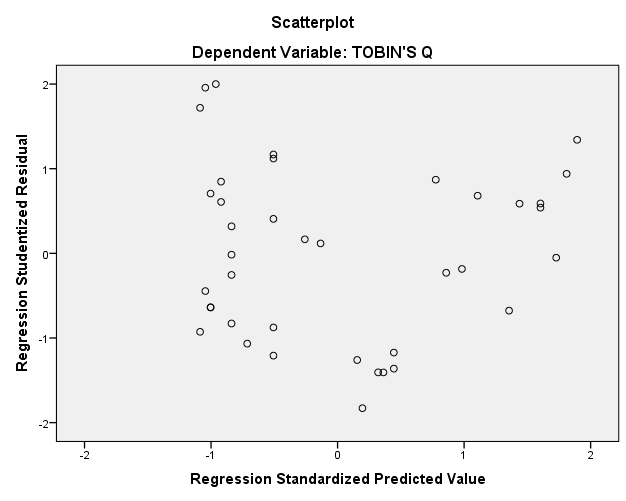 Scatterplot
Dependent Variable: TOBIN'S Q
Regression Studentized Residual
2
1
0
-1
-2
-2
-1
0
1
2
Regression Standardized Predicted Value